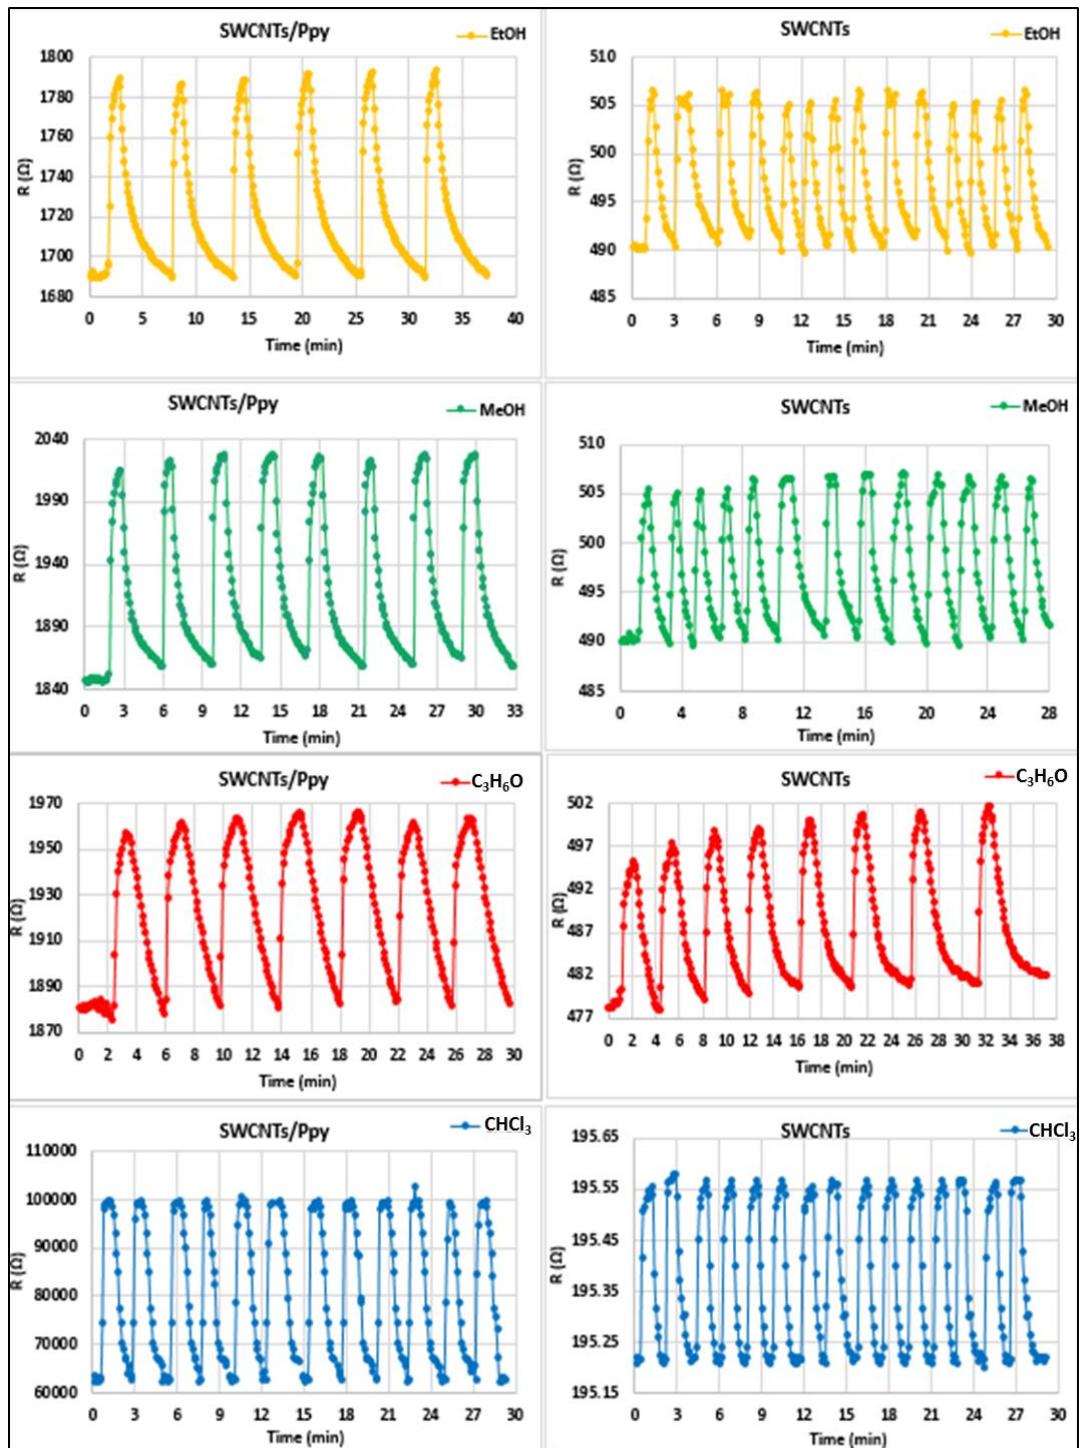 SWCNTs/Ppy
EtOH
1800
1780
1760
1740
1720
1700
1680
R (Ω)
0 5 10 15 20 25 30 35 40
Time (min)
SWCNTs
EtOH
510
505
500
495
490
485
R (Ω)
0 3 6 9 12 15 18 21 24 27 30
Time (min)
SWCNTs/Ppy
MeOH
2040
1990
1940
1890
1840
R (Ω)
0 3 6 9 12 15 18 21 24 27 30 33
Time (min)
SWCNTs
MeOH
510
505
500
495
490
485
R (Ω)
0 4 8 12 16 20 24 28
Time (min)
SWCNTs/Ppy
C₃H₆O
1970
1950
1930
1910
1890
1870
R (Ω)
0 2 4 6 8 10 12 14 16 18 20 22 24 26 28 30
Time (min)
SWCNTs
C₃H₆O
502
497
492
487
482
477
R (Ω)
0 2 4 6 8 10 12 14 16 18 20 22 24 26 28 30 32 34 36 38
Time (min)
SWCNTs/Ppy
CHCl₃
110000
100000
90000
80000
70000
60000
R (Ω)
0 3 6 9 12 15 18 21 24 27 30
Time (min)
SWCNTs
CHCl₃
195.65
195.55
195.45
195.35
195.25
195.15
R (Ω)
0 3 6 9 12 15 18 21 24 27 30
Time (min)